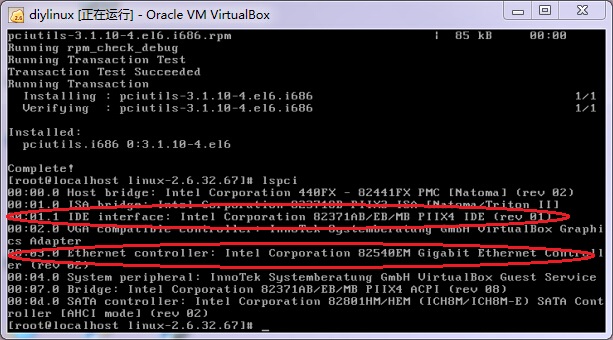 diylinux [正在运行] - Oracle VM VirtualBox
pciutils-3.1.10-4.el6.i686.rpm | 85 kB 00:00
Running rpm_check_debug
Running Transaction Test
Transaction Test Succeeded
Running Transaction
Installing : pciutils-3.1.10-4.el6.i686 1/1
Verifying : pciutils-3.1.10-4.el6.i686 1/1
Installed:
pciutils.i686 0:3.1.10-4.el6
Complete!
[root@localhost linux-2.6.32.67]# lspci
00:00.0 Host bridge: Intel Corporation 440FX - 82441FX PMC [Natoma] (rev 02)
00:01.0 ISA bridge: Intel Corporation 82371SB PIIX3 ISA [Natoma/Triton II]
00:01.1 IDE interface: Intel Corporation 82371AB/EB/MB PIIX4 IDE (rev 01)
00:02.0 VGA compatible controller: InnoTek Systemberatung GmbH VirtualBox Graphi
cs Adapter
00:03.0 Ethernet controller: Intel Corporation 82540EM Gigabit Ethernet Controll
er (rev 02)
00:04.0 System peripheral: InnoTek Systemberatung GmbH VirtualBox Guest Service
00:07.0 Bridge: Intel Corporation 82371AB/EB/MB PIIX4 ACPI (rev 08)
00:0d.0 SATA controller: Intel Corporation 82801HM/HEM (ICH8M/ICH8M-E) SATA Cont
roller [AHCI mode] (rev 02)
[root@localhost linux-2.6.32.67]# _